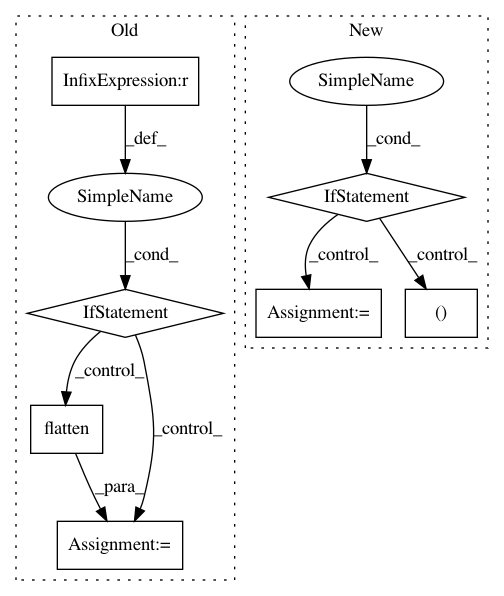 Old
InfixExpression:r
_def_
SimpleName
_cond_
IfStatement
_control_
flatten
_control_
_para_
Assignment:=
New
SimpleName
_cond_
IfStatement
_control_
_control_
Assignment:=
()